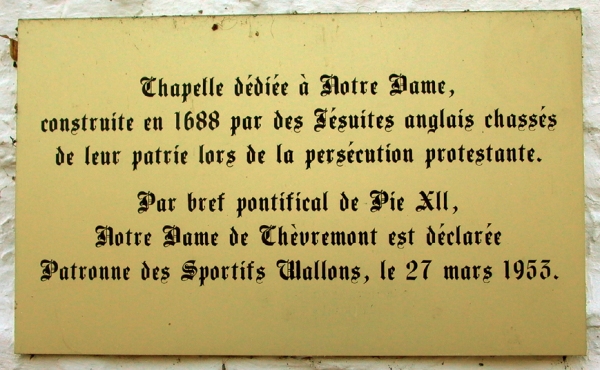 Chapelle dédiée à Notre Dame,
construite en 1688 par des Jésuites anglais chassés
de leur patrie lors de la persécution protestante.
Par bref pontifical de Pie XII,
Notre Dame de Chèvremont est déclarée
Patronne des Sportifs Wallons, le 27 mars 1953.